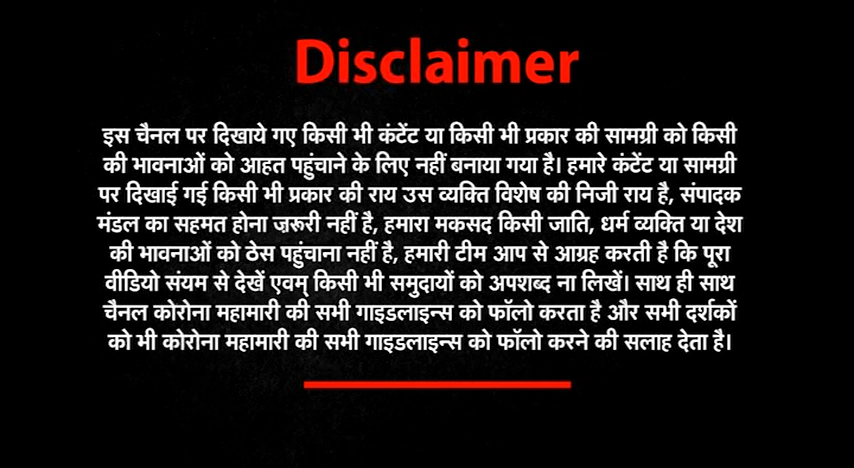 Disclaimer
इस चैनल पर दिखाये गए किसी भी कंटेंट या किसी भी प्रकार की सामग्री को किसी
की भावनाओं को आहत पहुंचाने के लिए नहीं बनाया गया है। हमारे कंटेंट या सामग्री
पर दिखाई गई किसी भी प्रकार की राय उस व्यक्ति विशेष की निजी राय है, संपादक
मंडल का सहमत होना ज़रूरी नहीं है, हमारा मकसद किसी जाति, धर्म व्यक्ति या देश
की भावनाओं को ठेस पहुंचाना नहीं है, हमारी टीम आप से आग्रह करती है कि पूरा
वीडियो संयम से देखें एवम् किसी भी समुदायों को अपशब्द ना लिखें। साथ ही साथ
चैनल कोरोना महामारी की सभी गाइडलाइन्स को फॉलो करता है और सभी दर्शकों
को भी कोरोना महामारी की सभी गाइडलाइन्स को फॉलो करने की सलाह देता है।